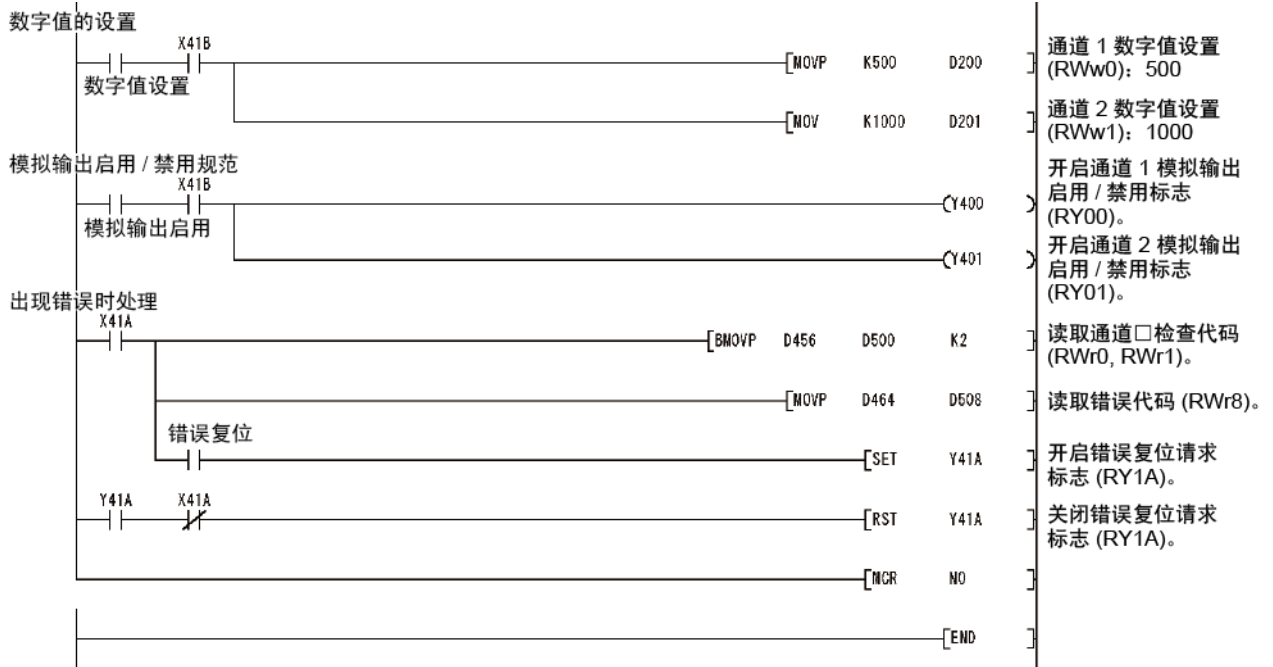 数字值的设置
X41B
数字值设置
MOVP K500 D200
通道 1 数字值设置
(RWw0)：500
MOV K1000 D201
通道 2 数字值设置
(RWw1)：1000
模拟输出启用 / 禁用规范
X41B
模拟输出启用
Y400
开启通道 1 模拟输出
启用 / 禁用标志
(RY00)。
Y401
开启通道 2 模拟输出
启用 / 禁用标志
(RY01)。
出现错误时处理
X41A
BMOVP D456 D500 K2
读取通道□检查代码
(RWr0, RWr1)。
MOVP D464 D508
读取错误代码 (RWr8)。
错误复位
SET Y41A
开启错误复位请求
标志 (RY1A)。
Y41A X41A
RST Y41A
关闭错误复位请求
标志 (RY1A)。
MCR N0
END